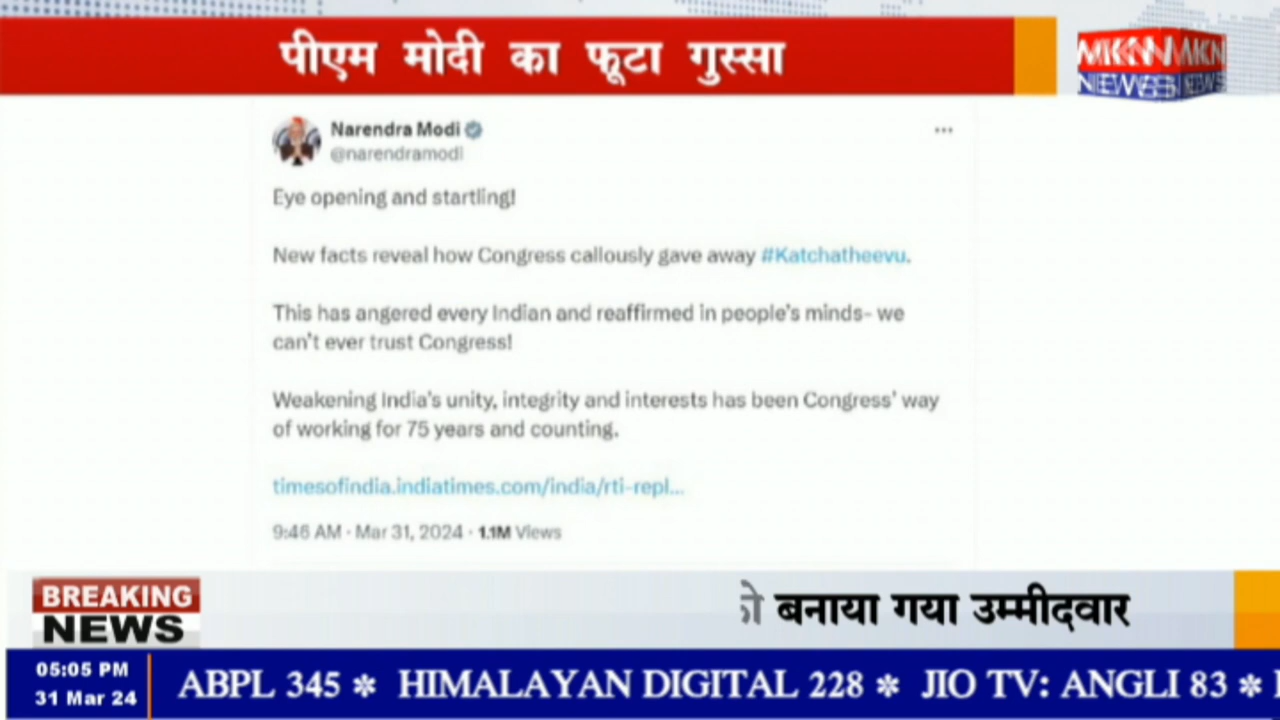 पीएम मोदी का फूटा गुस्सा
Narendra Modi
@narendramodi
Eye opening and startling!
New facts reveal how Congress callously gave away #Katchatheevu.
This has angered every Indian and reaffirmed in people's minds- we
can't ever trust Congress!
Weakening India's unity, integrity and interests has been Congress' way
of working for 75 years and counting.
timesofindia.indiatimes.com/india/rti-repl...
9:46 AM · Mar 31, 2024 · 1.1M Views
BREAKING
NEWS
बनाया गया उम्मीदवार
05:05 PM
31 Mar 24
ABPL 345 * HIMALAYAN DIGITAL 228 * JIO TV: ANGLI 83 *